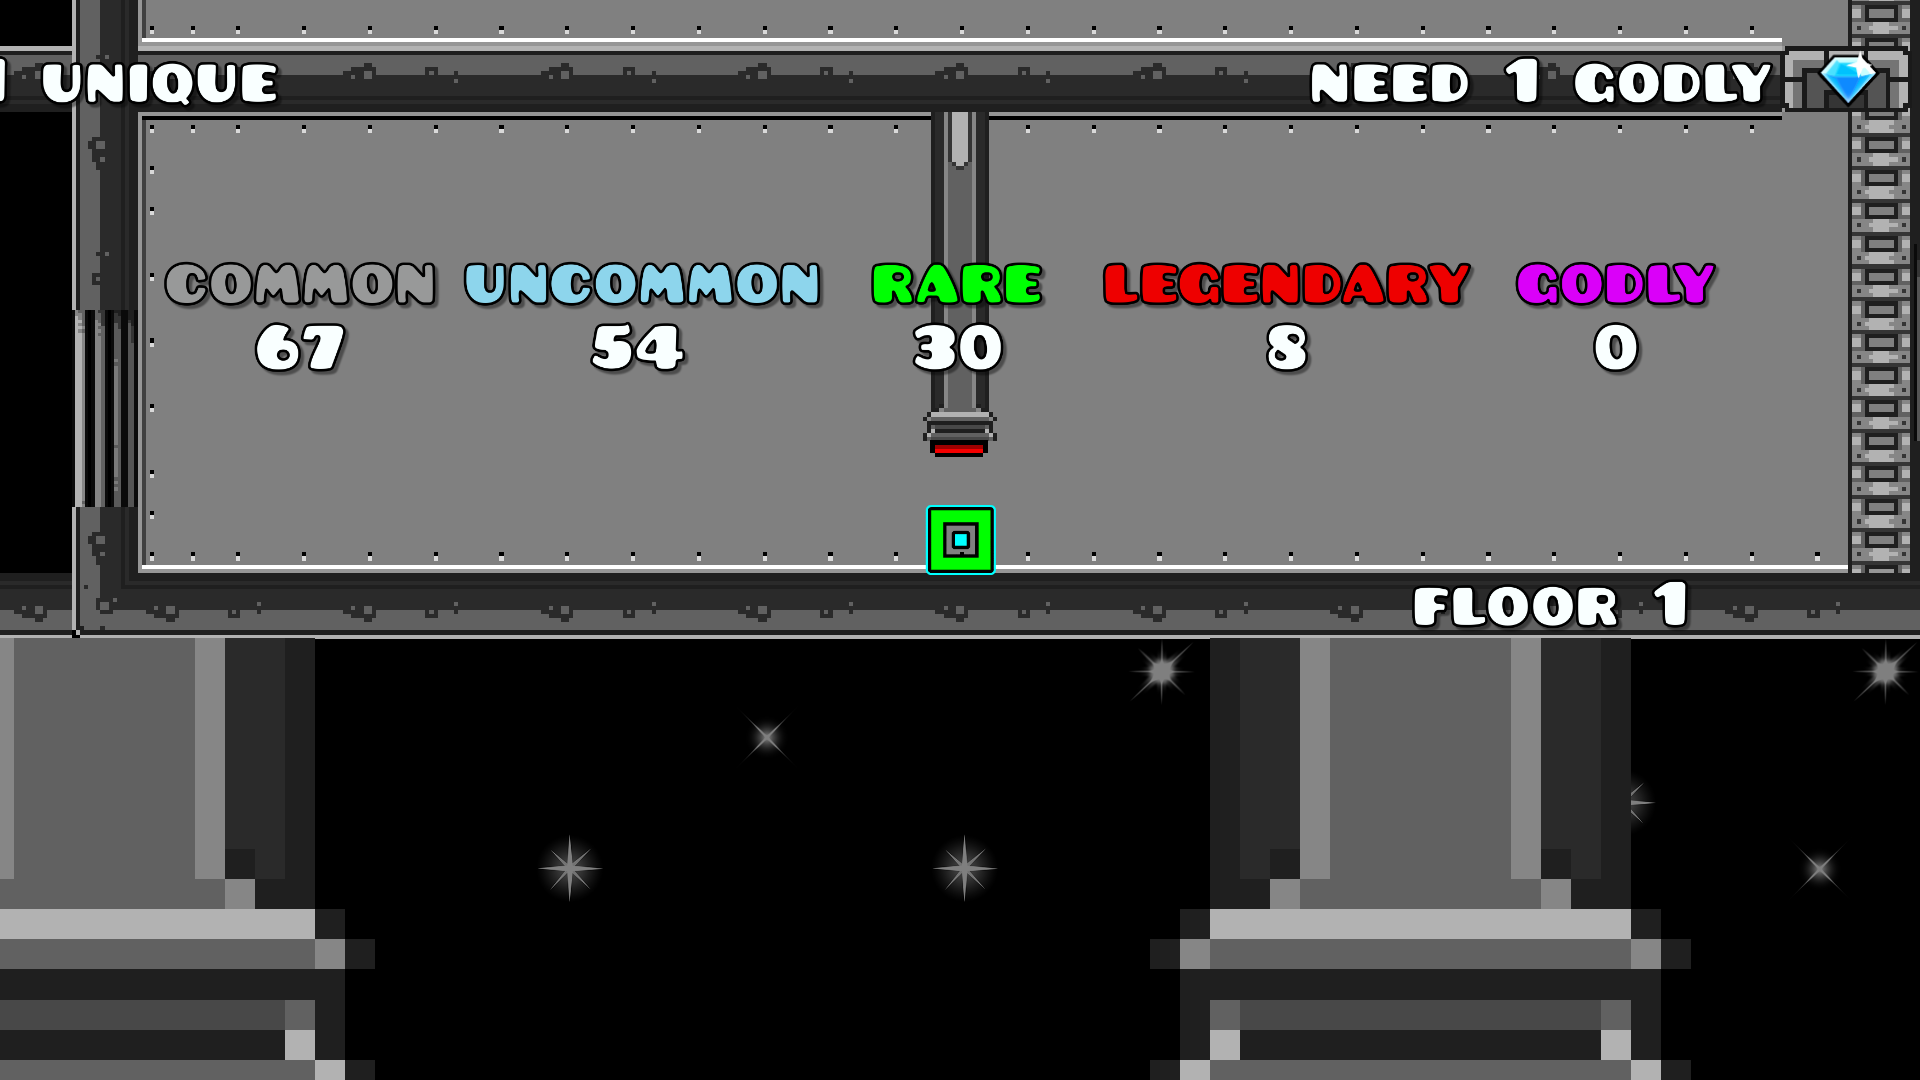 UNIQUE NEED 1 GODLY
COMMON UNCOMMON RARE LEGENDARY GODLY
67 54 30 8 0
FLOOR 1